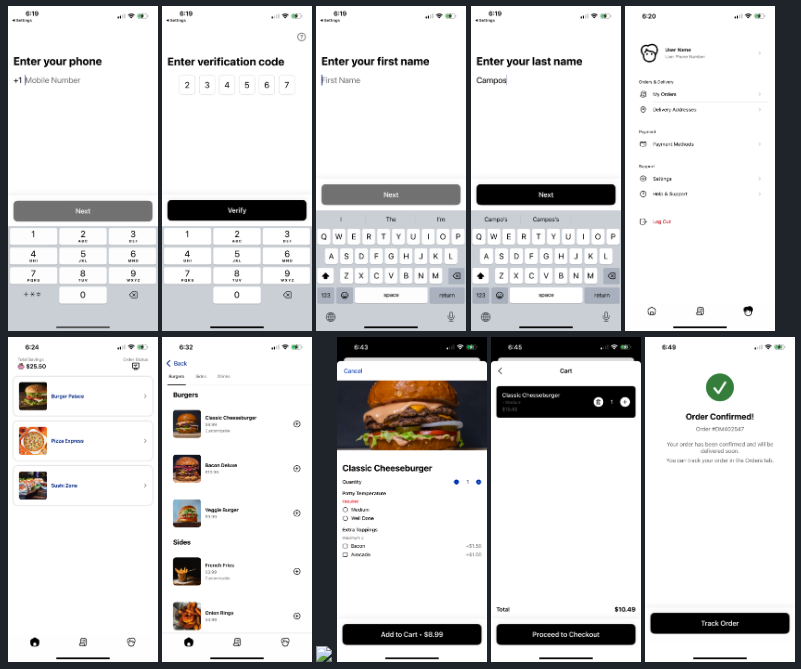 6:19
Settings
Enter your phone
+1 Mobile Number
Next
1 2 3
ABC DEF
4 5 6
GHI JKL MNO
7 8 9
PQRS TUV WXYZ
+*#
0
6:19
Settings
Enter verification code
2 3 4 5 6 7
Verify
1 2 3
ABC DEF
4 5 6
GHI JKL MNO
7 8 9
PQRS TUV WXYZ
0
6:19
Settings
Enter your first name
First Name
Next
I The I'm
Q W E R T Y U I O P
A S D F G H J K L
Z X C V B N M
123 space return
6:19
Settings
Enter your last name
Campos
Next
Campo's Campos's
Q W E R T Y U I O P
A S D F G H J K L
Z X C V B N M
123 space return
6:20
User Name
User Phone Number
Orders & Delivery
My Orders
Delivery Addresses
Payment
Payment Methods
Support
Settings
Help & Support
Log Out
6:24
Total Savings
$25.50
Order Status
Burger Palace
Pizza Express
Sushi Zone
6:32
Back
Burgers Sides Drinks
Burgers
Classic Cheeseburger
$8.99
Customizable
Bacon Deluxe
$10.99
Veggie Burger
$9.99
Sides
French Fries
$3.99
Customizable
Onion Rings
6:43
Cancel
Classic Cheeseburger
Quantity
1
Patty Temperature
Required
Medium
Well Done
Extra Toppings
Maximum 2
Bacon +$1.50
Avocado +$1.00
Add to Cart • $8.99
6:45
Cart
Classic Cheeseburger
- Medium
$10.49
1
Total $10.49
Proceed to Checkout
6:49
Order Confirmed!
Your order has been confirmed and will be
delivered soon.
You can track your order in the Orders tab.
Track Order